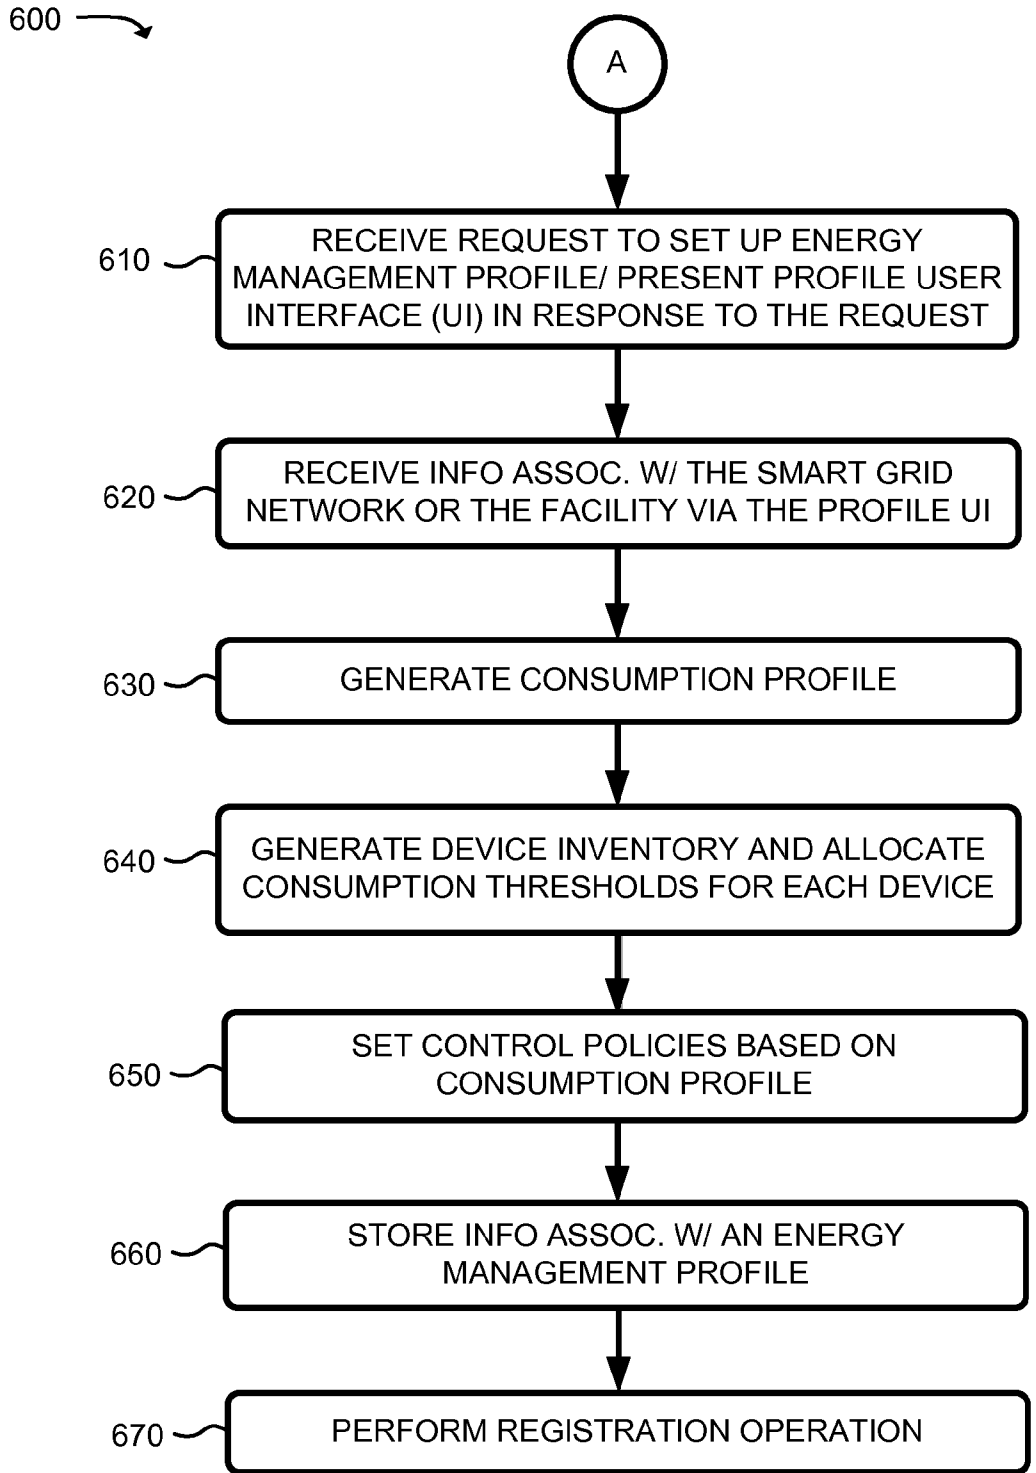 600
A
610
RECEIVE REQUEST TO SET UP ENERGY
MANAGEMENT PROFILE/ PRESENT PROFILE USER
INTERFACE (UI) IN RESPONSE TO THE REQUEST
620
RECEIVE INFO ASSOC. W/ THE SMART GRID
NETWORK OR THE FACILITY VIA THE PROFILE UI
630
GENERATE CONSUMPTION PROFILE
640
GENERATE DEVICE INVENTORY AND ALLOCATE
CONSUMPTION THRESHOLDS FOR EACH DEVICE
650
SET CONTROL POLICIES BASED ON
CONSUMPTION PROFILE
660
STORE INFO ASSOC. W/ AN ENERGY
MANAGEMENT PROFILE
670
PERFORM REGISTRATION OPERATION